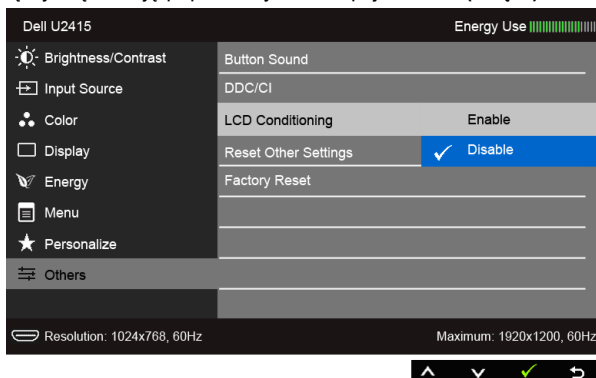 Dell U2415 Energy Use
Brightness/Contrast Button Sound
Input Source DDC/CI
Color LCD Conditioning Enable
Display Reset Other Settings Disable
Energy Factory Reset
Menu
Personalize
Others
Resolution: 1024x768, 60Hz Maximum: 1920x1200, 60Hz